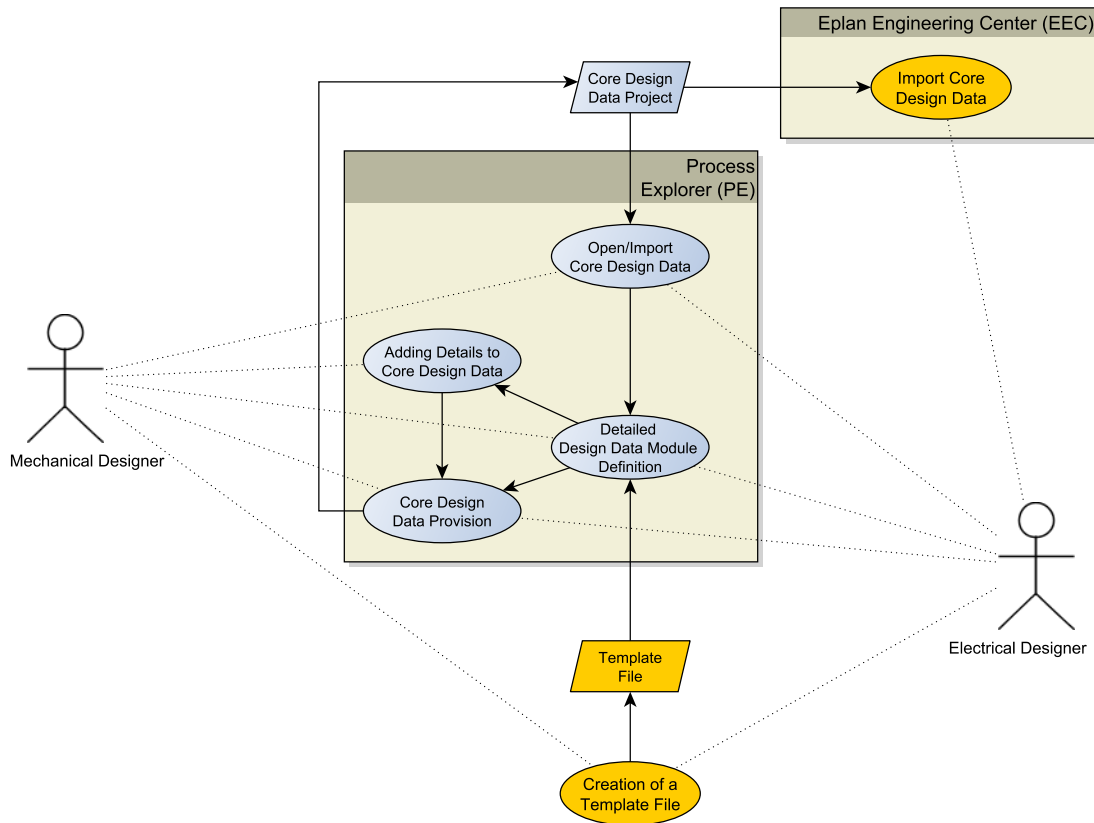 Eplan Engineering Center (EEC)
Import Core
Design Data
Core Design
Data Project
Process
Explorer (PE)
Open/Import
Core Design Data
Adding Details to
Core Design Data
Detailed
Design Data Module
Definition
Core Design
Data Provision
Mechanical Designer
Electrical Designer
Template
File
Creation of a
Template File